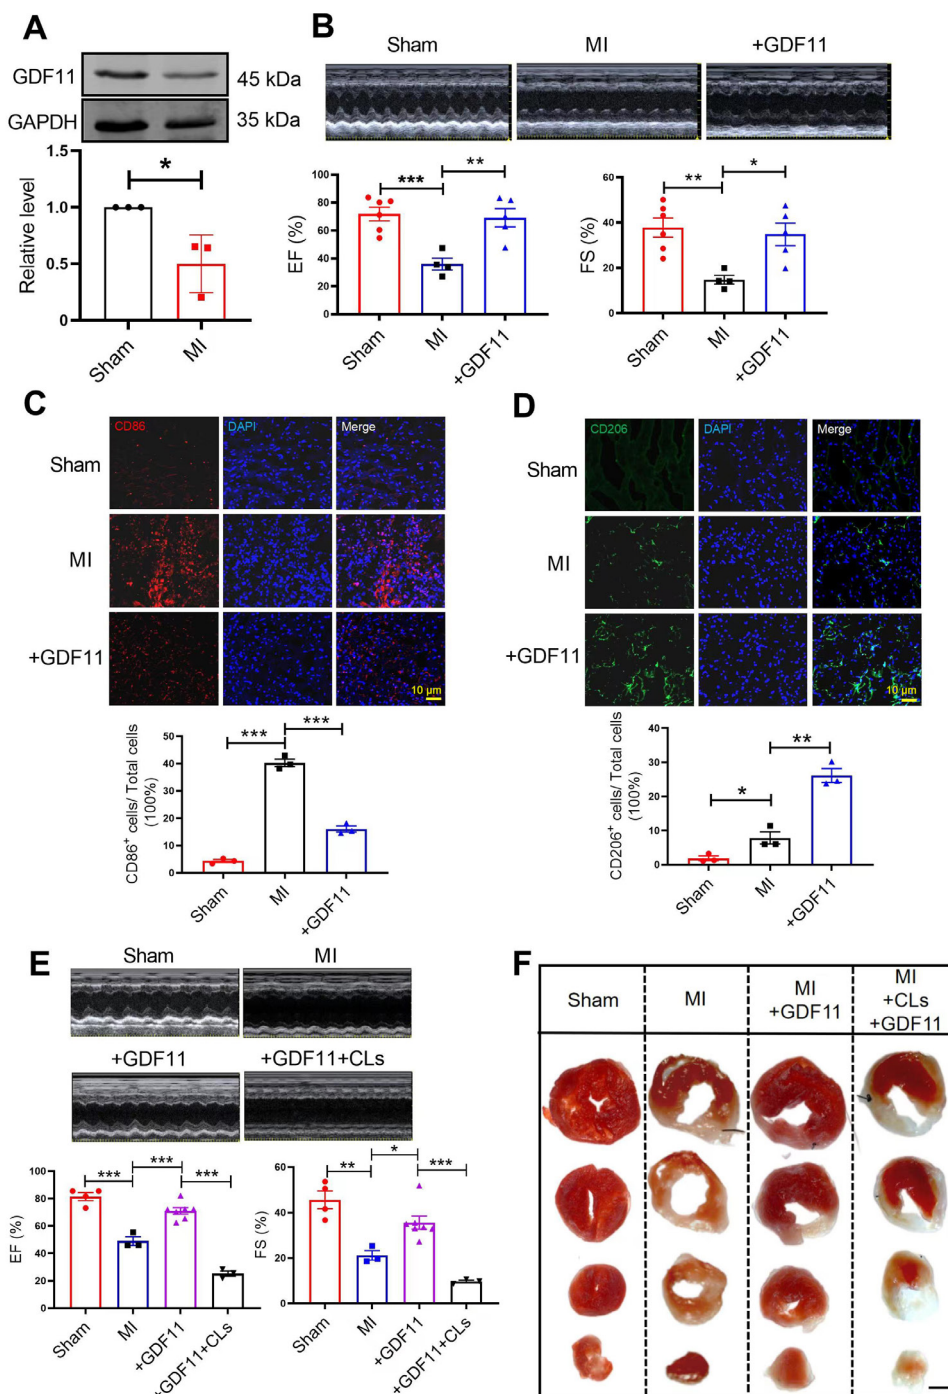 A
GDF11
45 kDa
GAPDH
35 kDa
Relative level
1.5
1.0
0.5
0
*
Sham
MI
B
Sham
MI
+GDF11
EF (%)
100
80
60
40
20
0
***
**
Sham
MI
+GDF11
FS (%)
60
40
20
0
**
*
Sham
MI
+GDF11
C
CD86
DAPI
Merge
Sham
MI
+GDF11
10 µm
CD86⁺ cells/ Total cells
(100%)
50
40
30
20
10
0
***
***
Sham
MI
+GDF11
D
CD206
DAPI
Merge
Sham
MI
+GDF11
10 µm
CD206⁺ cells/ Total cells
(100%)
40
30
20
10
0
*
**
Sham
MI
+GDF11
E
Sham
MI
+GDF11
+GDF11+CLs
EF (%)
100
80
60
40
20
0
***
***
***
Sham
MI
+GDF11
+GDF11+CLs
FS (%)
60
40
20
0
**
*
***
Sham
MI
+GDF11
+GDF11+CLs
F
Sham
MI
MI
+GDF11
MI
+CLs
+GDF11